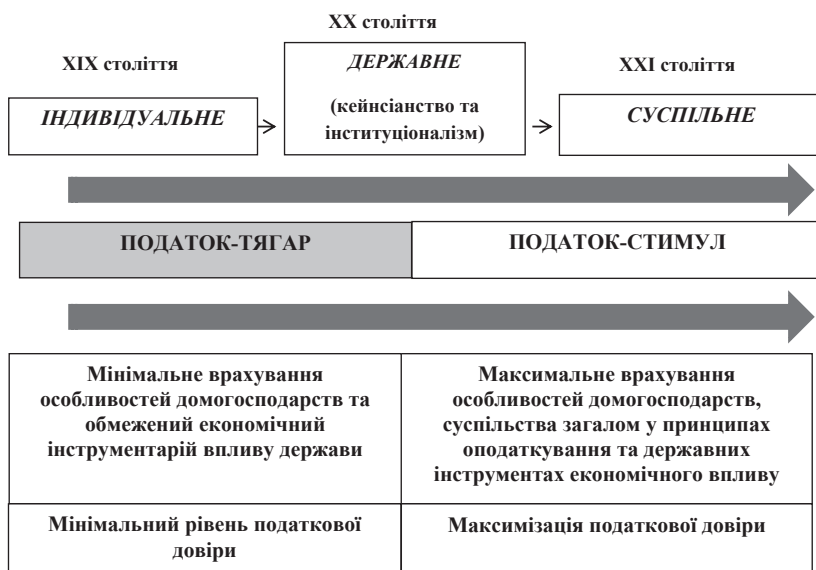 XX століття
XIX століття
XXI століття
ІНДИВІДУАЛЬНЕ
ДЕРЖАВНЕ
(кейнсіанство та
інституціоналізм)
СУСПІЛЬНЕ
ПОДАТОК-ТЯГАР
ПОДАТОК-СТИМУЛ
Мінімальне врахування
особливостей домогосподарств та
обмежений економічний
інструментарій впливу держави
Максимальне врахування
особливостей домогосподарств,
суспільства загалом у принципах
оподаткування та державних
інструментах економічного впливу
Мінімальний рівень податкової
довіри
Максимізація податкової довіри